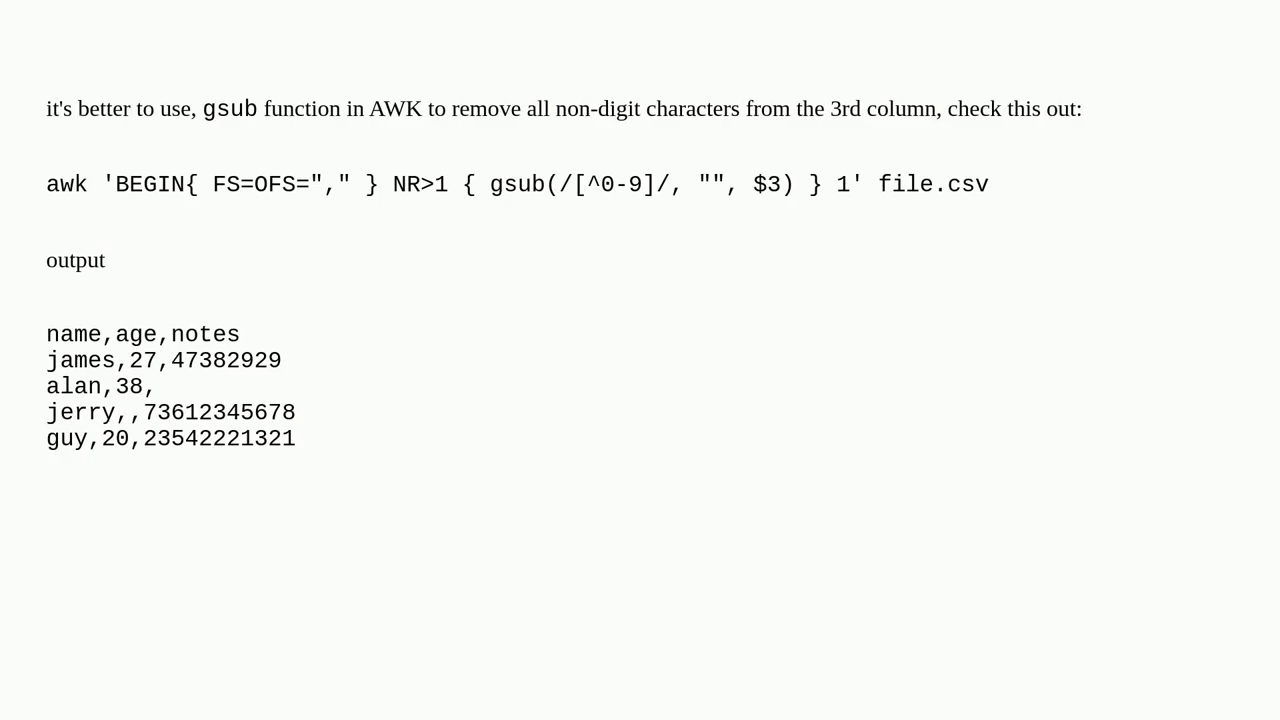 it's better to use, gsub function in AWK to remove all non-digit characters from the 3rd column, check this out:
awk 'BEGIN{ FS=OFS="," } NR>1 { gsub(/[^0-9]/, "", $3) } 1' file.csv
output
name,age,notes
james,27,47382929
alan,38,
jerry,,73612345678
guy,20,23542221321